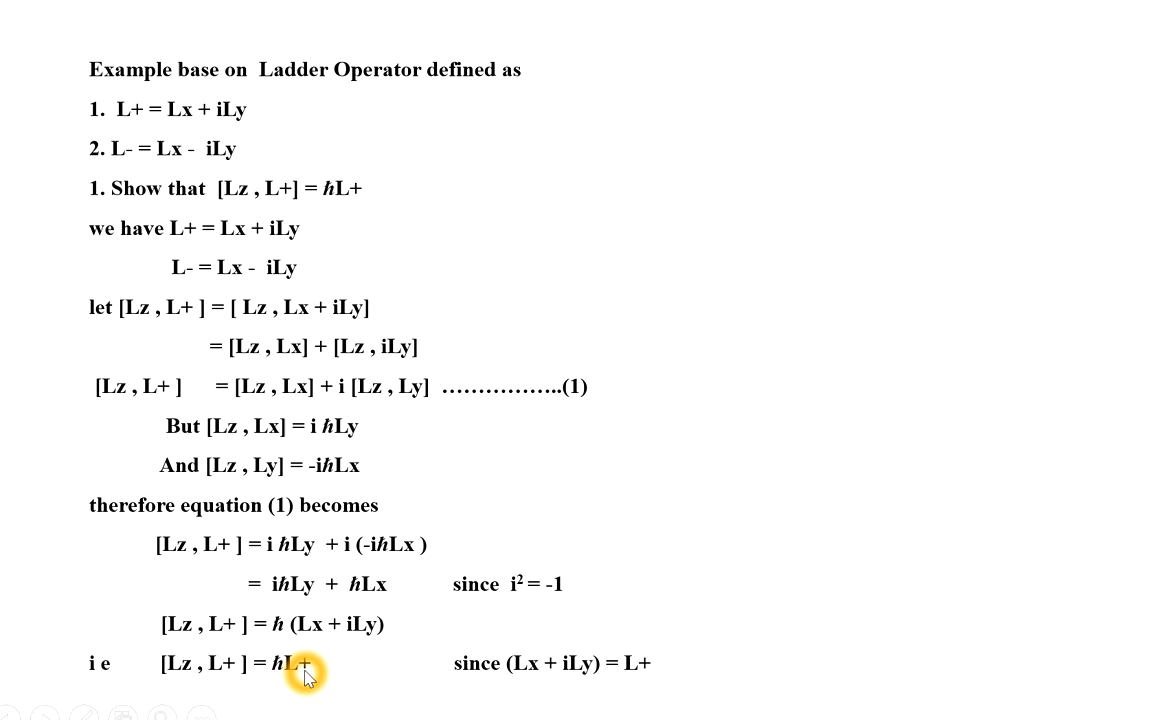 Example base on Ladder Operator defined as
1. L+ = Lx + iLy
2. L- = Lx - iLy
1. Show that [Lz , L+] = ℏL+
we have L+ = Lx + iLy
L- = Lx - iLy
let [Lz , L+ ] = [ Lz , Lx + iLy]
= [Lz , Lx] + [Lz , iLy]
[Lz , L+ ] = [Lz , Lx] + i [Lz , Ly] ……………..(1)
But [Lz , Lx] = i ℏLy
And [Lz , Ly] = -iℏLx
therefore equation (1) becomes
[Lz , L+ ] = i ℏLy + i (-iℏLx )
= iℏLy + ℏLx since i² = -1
[Lz , L+ ] = ℏ (Lx + iLy)
i e [Lz , L+ ] = ℏL+ since (Lx + iLy) = L+